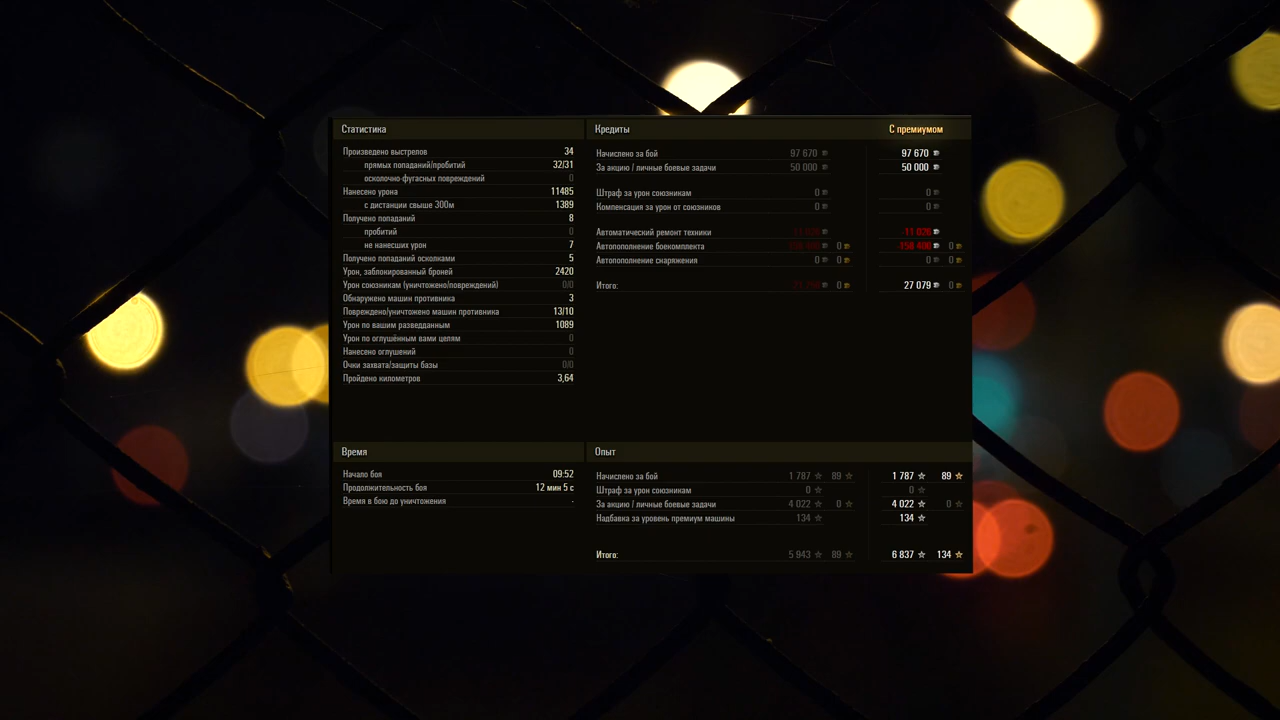 Статистика
Произведено выстрелов 34
прямых попаданий/пробитий 32/31
осколочно-фугасных повреждений 0
Нанесено урона 11485
с дистанции свыше 300м 1389
Получено попаданий 8
пробитий 0
не нанесших урон 7
Получено попаданий осколками 5
Урон, заблокированный броней 2420
Урон союзникам (уничтожено/повреждений) 0/0
Обнаружено машин противника 3
Повреждено/уничтожено машин противника 13/10
Урон по вашим разведданным 1089
Урон по оглушённым вами целям 0
Нанесено оглушений 0
Очки захвата/защиты базы 0/0
Пройдено километров 3,64
Кредиты С премиумом
Начислено за бой 97 670 97 670
За акцию / личные боевые задачи 50 000 50 000
Штраф за урон союзникам 0 0
Компенсация за урон от союзников 0 0
Автоматический ремонт техники -11 028
Автопополнение боекомплекта 0 -158 400 0
Автопополнение снаряжения 0 0 0 0
Итого: 0 27 079 0
Время
Начало боя 09:52
Продолжительность боя 12 мин 5 с
Время в бою до уничтожения -
Опыт
Начислено за бой 1 787 89 1 787 89
Штраф за урон союзникам 0 0
За акцию / личные боевые задачи 4 022 0 4 022 0
Надбавка за уровень премиум машины 134 134
Итого: 5 943 89 6 837 134